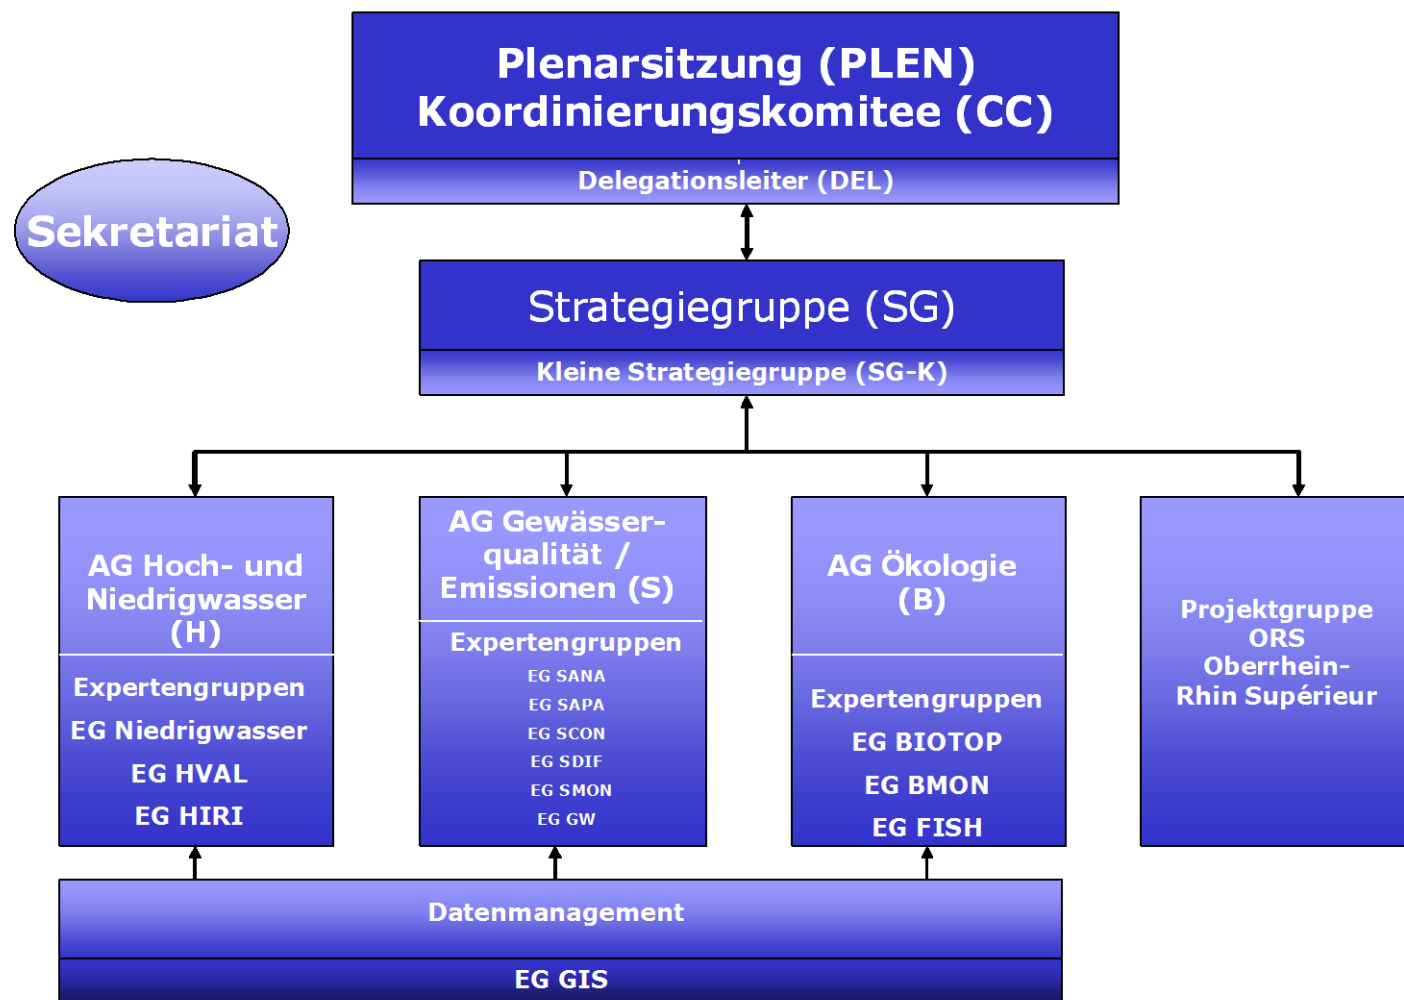 Plenarsitzung (PLEN)
Koordinierungskomitee (CC)
Delegationsleiter (DEL)
Sekretariat
Strategiegruppe (SG)
Kleine Strategiegruppe (SG-K)
AG Hoch- und
Niedrigwasser
(H)
Expertengruppen
EG Niedrigwasser
EG HVAL
EG HIRI
AG Gewässer-
qualität /
Emissionen (S)
Expertengruppen
EG SANA
EG SAPA
EG SCON
EG SDIF
EG SMON
EG GW
AG Ökologie
(B)
Expertengruppen
EG BIOTOP
EG BMON
EG FISH
Projektgruppe
ORS
Oberrhein-
Rhin Supérieur
Datenmanagement
EG GIS